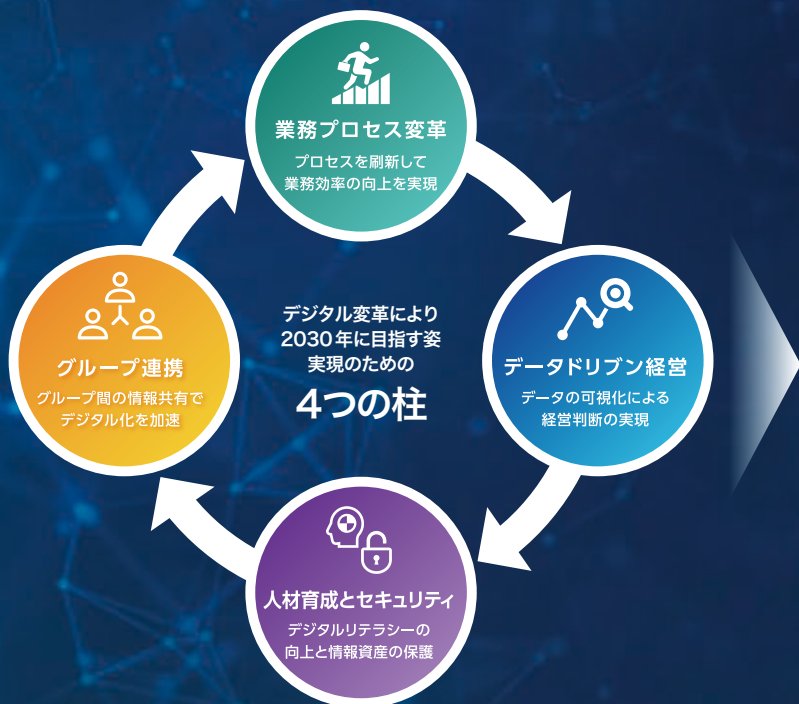 業務プロセス変革
プロセスを刷新して
業務効率の向上を実現
デジタル変革により
2030年に目指す姿
実現のための
4つの柱
グループ連携
グループ間の情報共有で
デジタル化を加速
データドリブン経営
データの可視化による
経営判断の実現
人材育成とセキュリティ
デジタルリテラシーの
向上と情報資産の保護